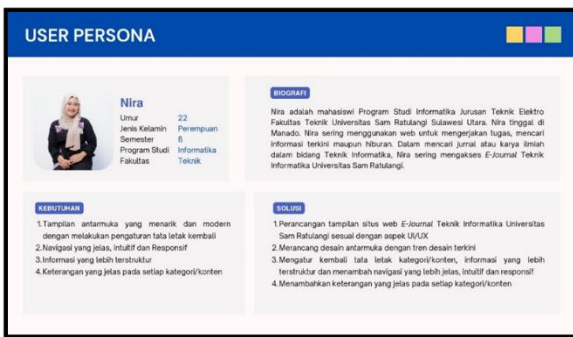 USER PERSONA
Nira
Umur 22
Jenis Kelamin Perempuan
Semester 6
Program Studi Informatika
Fakultas Teknik
BIOGRAFI
Nira adalah mahasiswi Program Studi Informatika Jurusan Teknik Elektro
Fakultas Teknik Universitas Sam Ratulangi Sulawesi Utara. Nira tinggal di
Manado. Nira sering menggunakan web untuk mengerjakan tugas, mencari
informasi terkini maupun hiburan. Dalam mencari jurnal atau karya ilmiah
dalam bidang Teknik Informatika, Nira sering mengakses E-Journal Teknik
Informatika Universitas Sam Ratulangi.
KEBUTUHAN
1. Tampilan antarmuka yang menarik dan modern
dengan melakukan pengaturan tata letak kembali
2. Navigasi yang jelas, Intuitif dan Responsif
3. Informasi yang lebih terstruktur
4. Keterangan yang jelas pada setiap kategori/konten
SOLUSI
1. Perancangan tampilan situs web E-Journal Teknik Informatika Universitas
Sam Ratulangi sesuai dengan aspek UI/UX
2. Merancang desain antarmuka dengan tren desain terkini
3. Mengatur kembali tata letak kategori/konten, informasi yang lebih
terstruktur dan menambah navigasi yang lebih jelas, intuitif dan responsif
4. Menambahkan keterangan yang jelas pada setiap kategori/konten